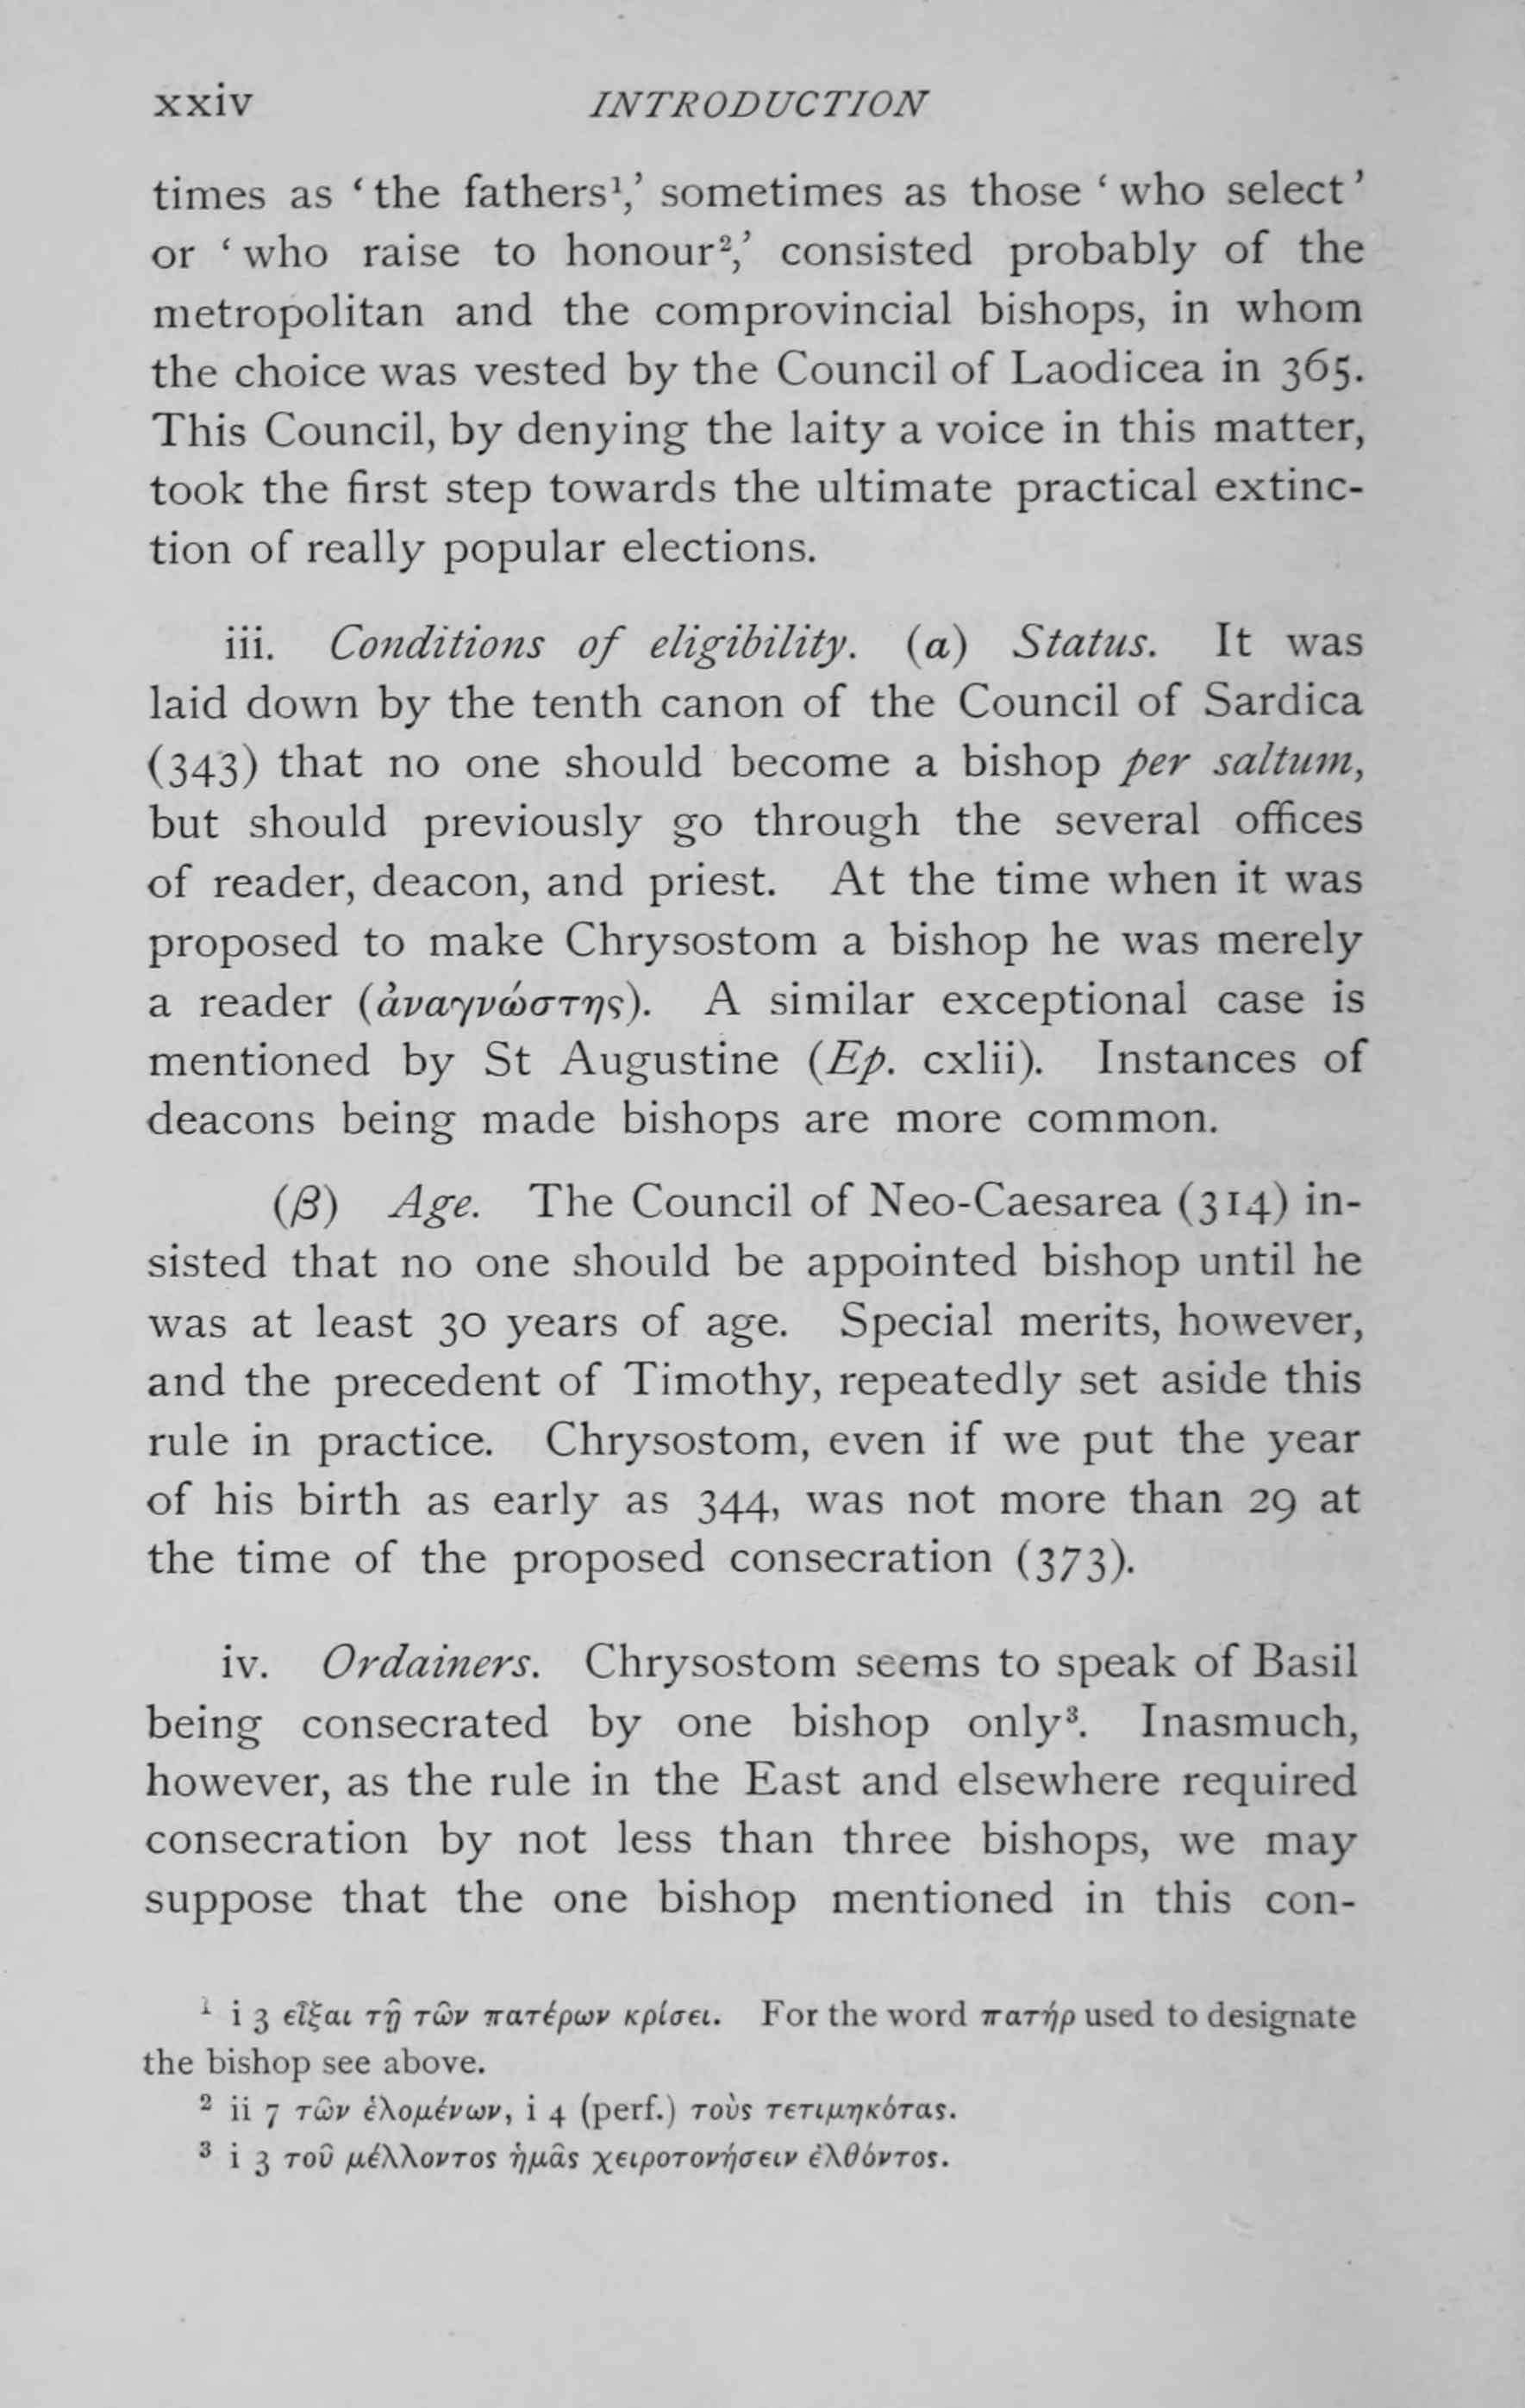 xxiv INTRODUCTION
times as ‘the fathers¹,’ sometimes as those ‘who select’
or ‘who raise to honour²,’ consisted probably of the
metropolitan and the comprovincial bishops, in whom
the choice was vested by the Council of Laodicea in 365.
This Council, by denying the laity a voice in this matter,
took the first step towards the ultimate practical extinc-
tion of really popular elections.
iii. Conditions of eligibility. (α) Status. It was
laid down by the tenth canon of the Council of Sardica
(343) that no one should become a bishop per saltum,
but should previously go through the several offices
of reader, deacon, and priest. At the time when it was
proposed to make Chrysostom a bishop he was merely
a reader (ἀναγνώστης). A similar exceptional case is
mentioned by St Augustine (Ep. cxlii). Instances of
deacons being made bishops are more common.
(β) Age. The Council of Neo-Caesarea (314) in-
sisted that no one should be appointed bishop until he
was at least 30 years of age. Special merits, however,
and the precedent of Timothy, repeatedly set aside this
rule in practice. Chrysostom, even if we put the year
of his birth as early as 344, was not more than 29 at
the time of the proposed consecration (373).
iv. Ordainers. Chrysostom seems to speak of Basil
being consecrated by one bishop only³. Inasmuch,
however, as the rule in the East and elsewhere required
consecration by not less than three bishops, we may
suppose that the one bishop mentioned in this con-
¹ i 3 εἶξαι τῇ τῶν πατέρων κρίσει. For the word πατήρ used to designate
the bishop see above.
² ii 7 τῶν ἑλομένων, i 4 (perf.) τοὺς τετιμηκότας.
³ i 3 τοῦ μέλλοντος ἡμᾶς χειροτονήσειν ἐλθόντος.